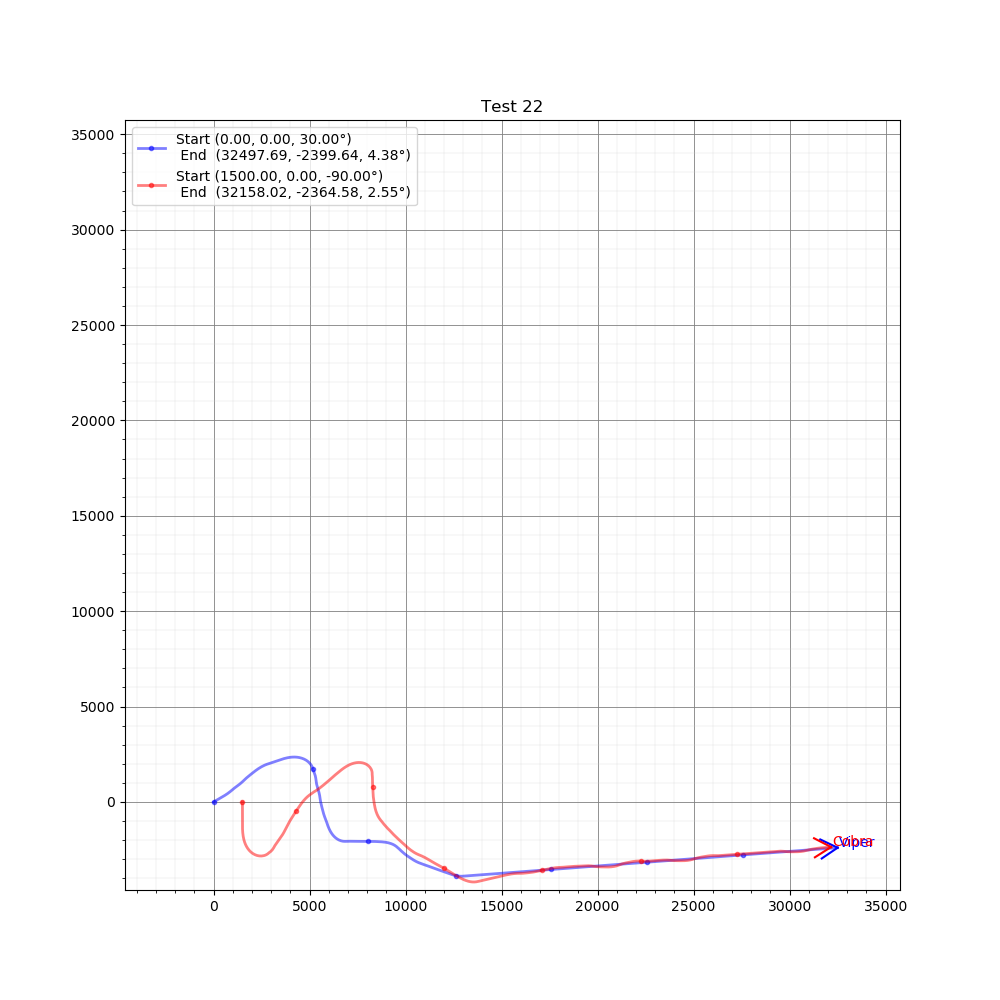 Test 22
Start (0.00, 0.00, 30.00°)
End (32497.69, -2399.64, 4.38°)
Start (1500.00, 0.00, -90.00°)
End (32158.02, -2364.58, 2.55°)
35000
30000
25000
20000
15000
10000
5000
0
Cobra
Viper
0 5000 10000 15000 20000 25000 30000 35000